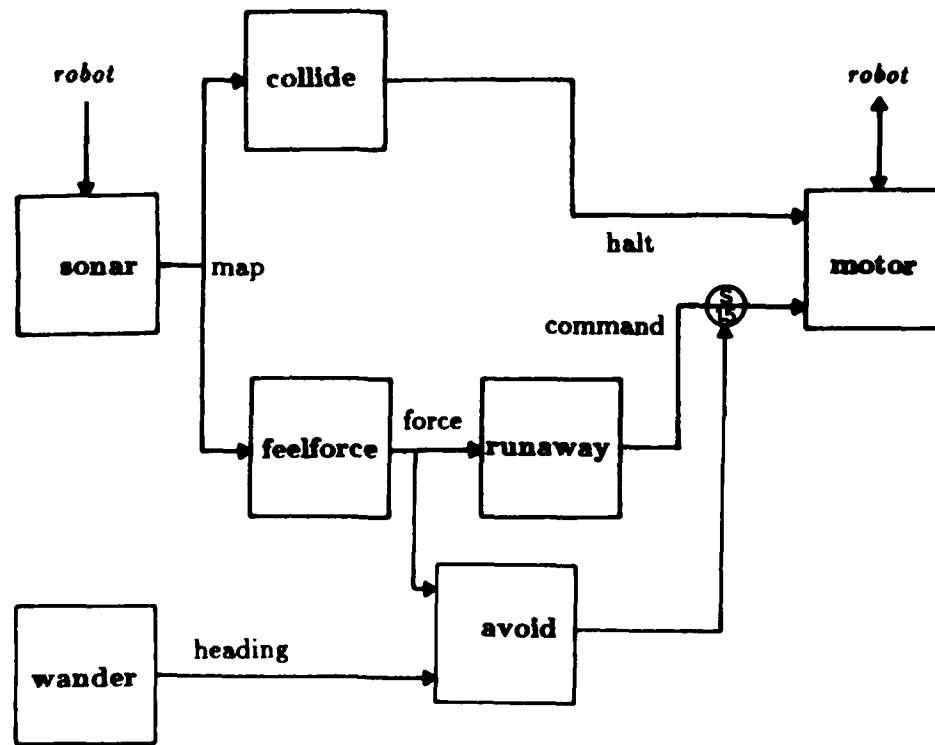 robot
collide
robot
sonar
map
halt
motor
command
S
15
feelforce
force
runaway
avoid
wander
heading